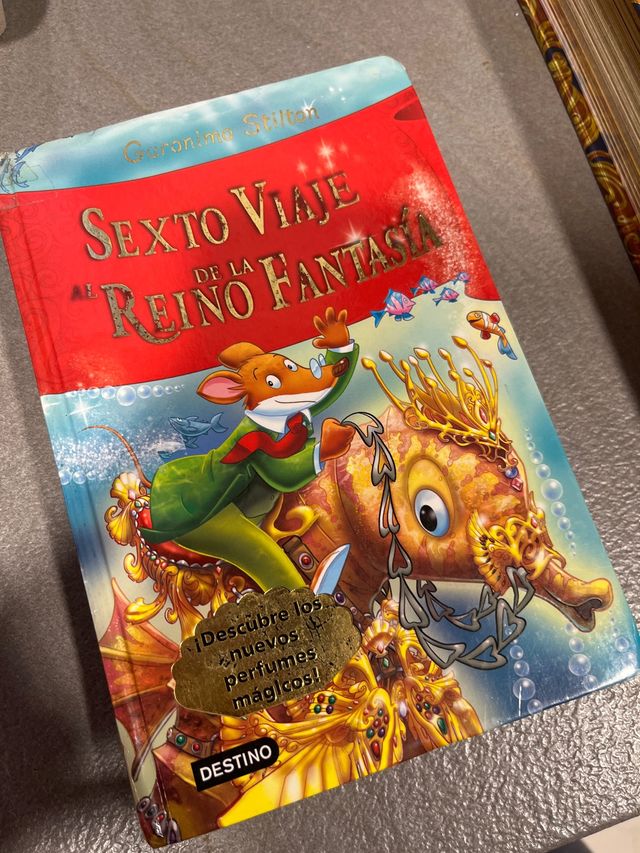 Geronimo Stilton
SEXTO VIAJE
AL REINO DE LA FANTASÍA
¡Descubre los
nuevos
perfumes
mágicos!
DESTINO